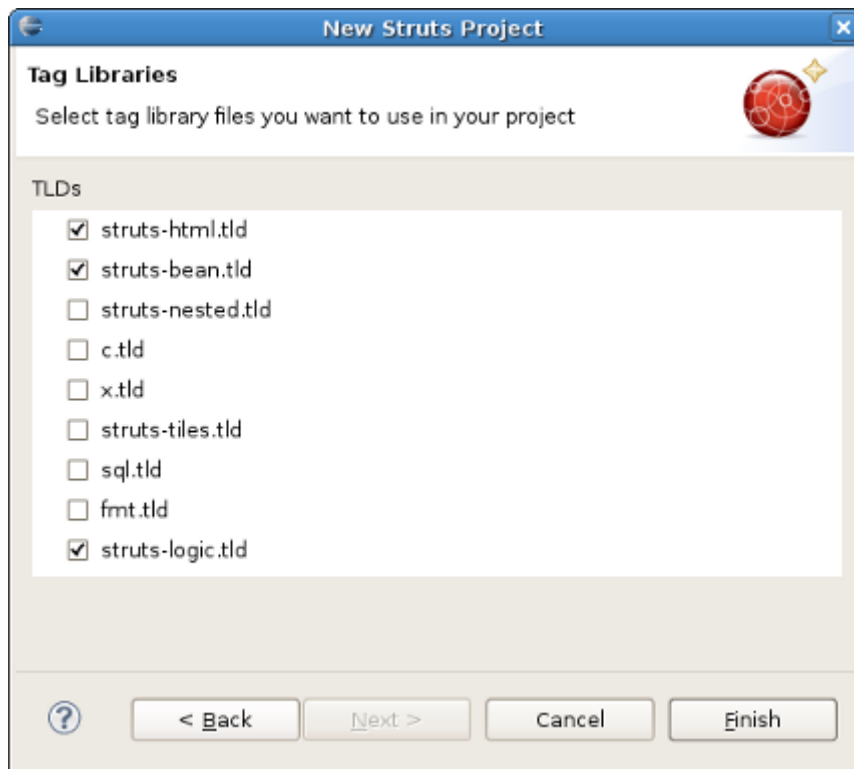 New Struts Project
Tag Libraries
Select tag library files you want to use in your project
TLDs
struts-html.tld
struts-bean.tld
struts-nested.tld
c.tld
x.tld
struts-tiles.tld
sql.tld
fmt.tld
struts-logic.tld
? < Back Next > Cancel Finish